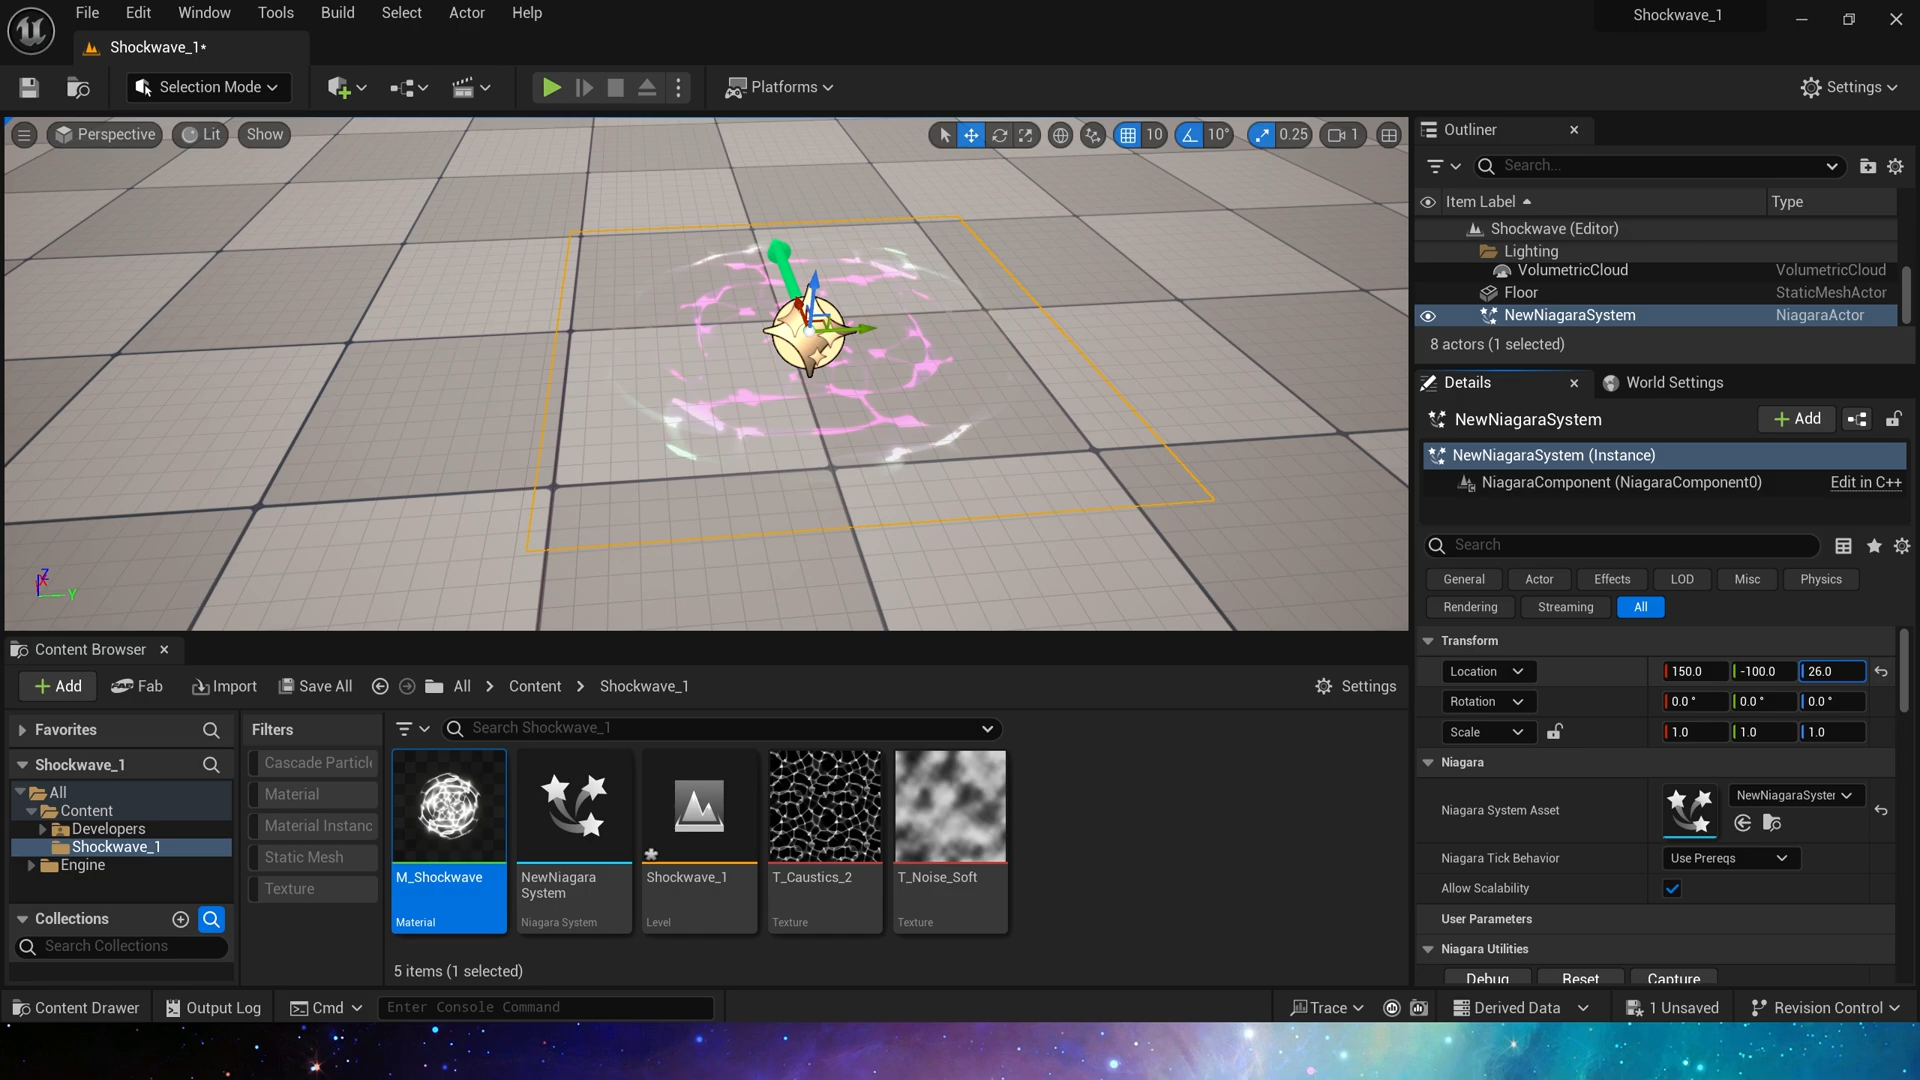 File Edit Window Tools Build Select Actor Help
Shockwave_1
Shockwave_1*
Selection Mode
Platforms
Settings
Perspective Lit Show
10 10° 0.25 1
Outliner
Search...
Item Label Type
Shockwave (Editor)
Lighting
VolumetricCloud VolumetricCloud
Floor StaticMeshActor
NewNiagaraSystem NiagaraActor
8 actors (1 selected)
Details World Settings
NewNiagaraSystem Add
NewNiagaraSystem (Instance)
NiagaraComponent (NiagaraComponent0) Edit in C++
Search
General Actor Effects LOD Misc Physics
Rendering Streaming All
Transform
Location 150.0 -100.0 26.0
Rotation 0.0 ° 0.0 ° 0.0 °
Scale 1.0 1.0 1.0
Niagara
Niagara System Asset NewNiagaraSyster
Niagara Tick Behavior Use Prereqs
Allow Scalability
User Parameters
Niagara Utilities
Debug Reset Capture
Z
X
Y
Content Browser
Add Fab Import Save All All Content Shockwave_1 Settings
Favorites
Shockwave_1
All
Content
Developers
Shockwave_1
Engine
Collections
Search Collections
Filters
Cascade Particle
Material
Material Instanc
Static Mesh
Texture
Search Shockwave_1
M_Shockwave
Material
NewNiagara
System
Niagara System
Shockwave_1
Level
T_Caustics_2
Texture
T_Noise_Soft
Texture
5 items (1 selected)
Content Drawer Output Log Cmd Enter Console Command Trace Derived Data 1 Unsaved Revision Control